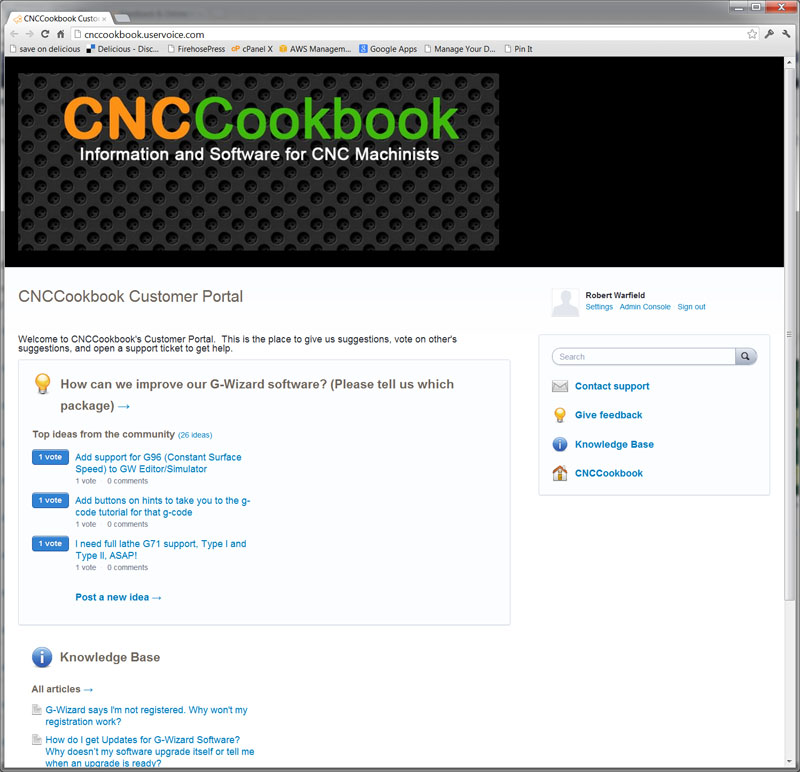 CNCCookbook Custo
cnccookbook.uservoice.com
save on delicious
Delicious - Disc...
FirehosePress
cPanel X
AWS Managem...
Google Apps
Manage Your D...
Pin It
CNCCookbook
Information and Software for CNC Machinists
CNCCookbook Customer Portal
Robert Warfield
Settings Admin Console Sign out
Welcome to CNCCookbook's Customer Portal. This is the place to give us suggestions, vote on other's
suggestions, and open a support ticket to get help.
Search
Contact support
Give feedback
Knowledge Base
CNCCookbook
How can we improve our G-Wizard software? (Please tell us which
package) →
Top ideas from the community (26 ideas)
1 vote
Add support for G96 (Constant Surface
Speed) to GW Editor/Simulator
1 vote · 0 comments
1 vote
Add buttons on hints to take you to the g-
code tutorial for that g-code
1 vote · 0 comments
1 vote
I need full lathe G71 support, Type I and
Type II, ASAP!
1 vote · 0 comments
Post a new idea →
Knowledge Base
All articles →
G-Wizard says I'm not registered. Why won't my
registration work?
How do I get Updates for G-Wizard Software?
Why doesn't my software upgrade itself or tell me
when an upgrade is ready?